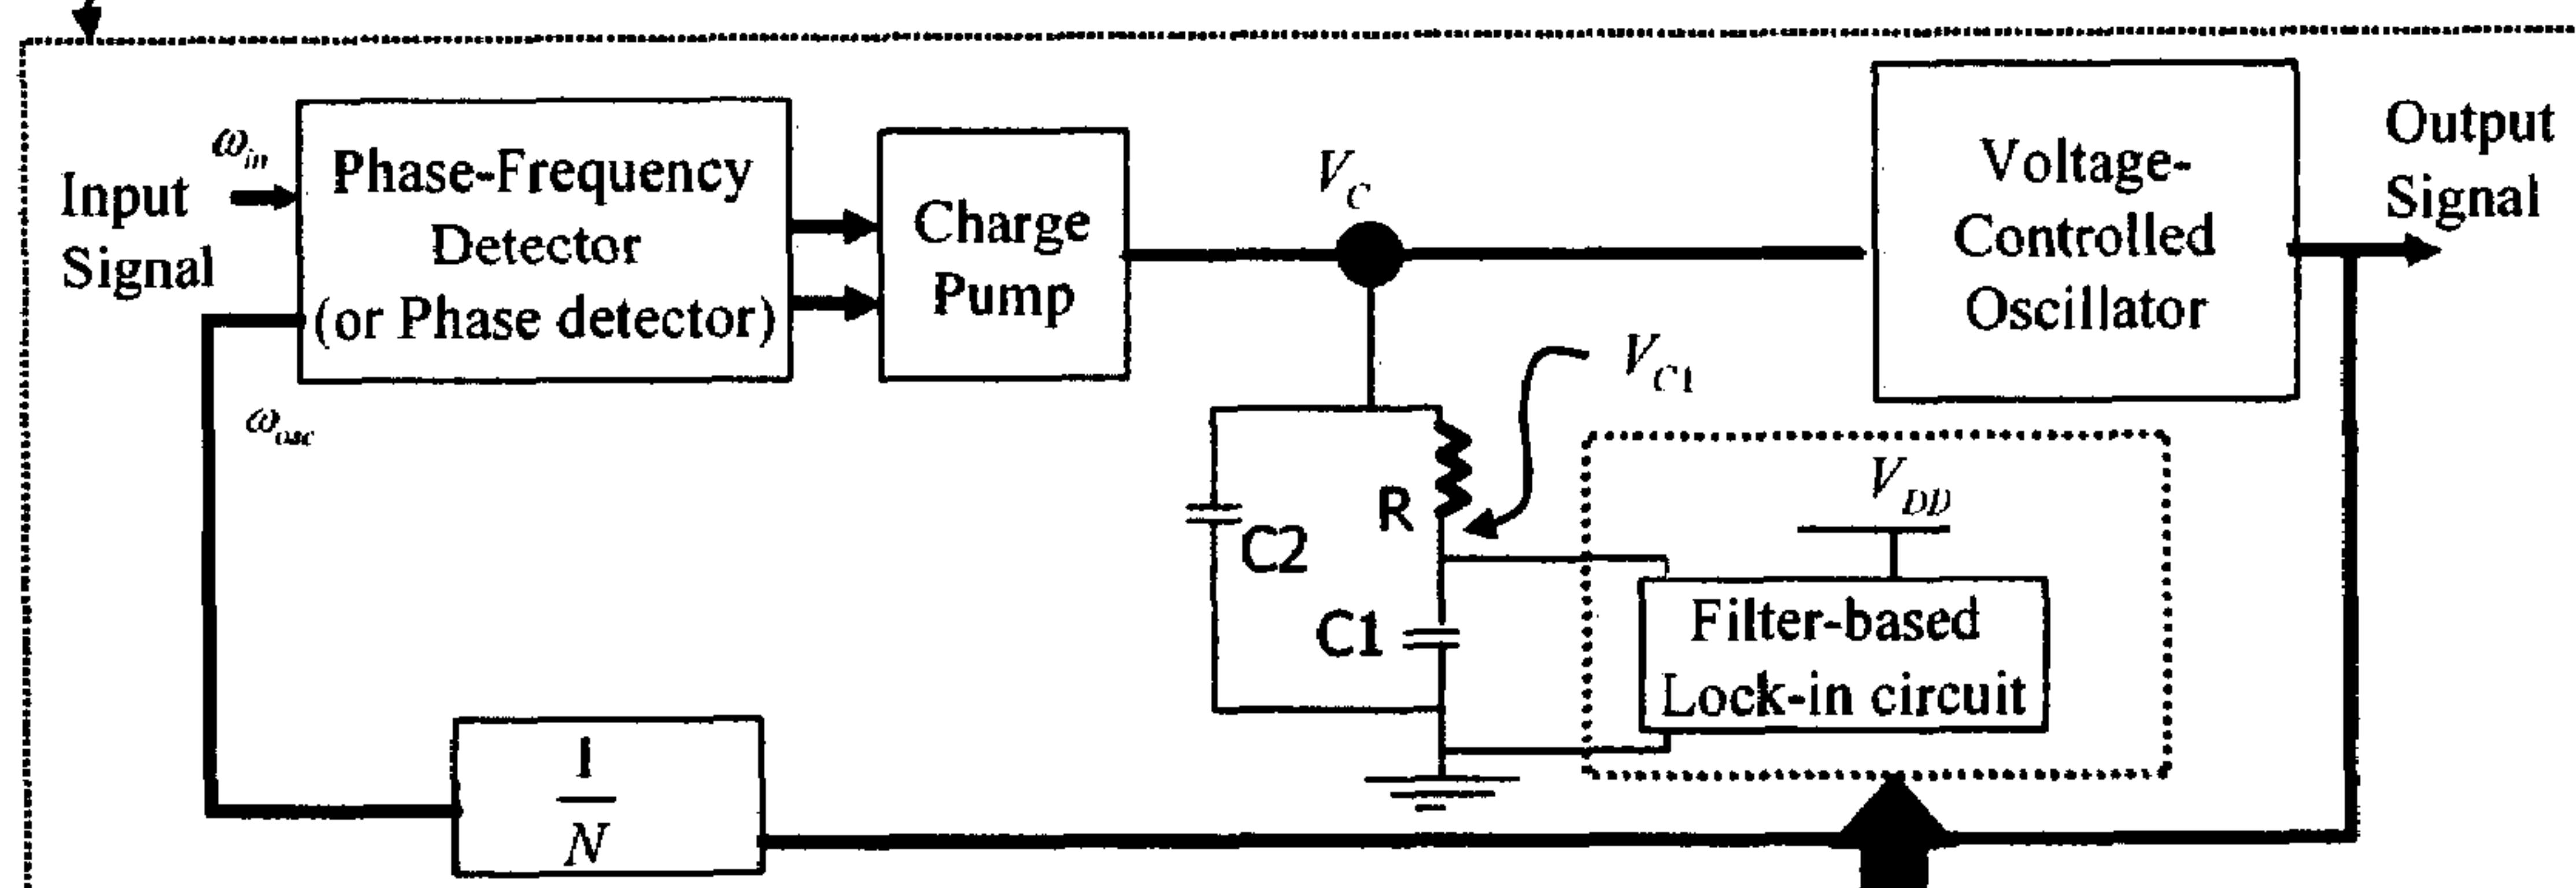 Input
Signal
ω_in
Phase-Frequency
Detector
(or Phase detector)
ω_osc
Charge
Pump
V_C
Voltage-
Controlled
Oscillator
Output
Signal
V_C1
R
C2
C1
V_DD
Filter-based
Lock-in circuit
1
N